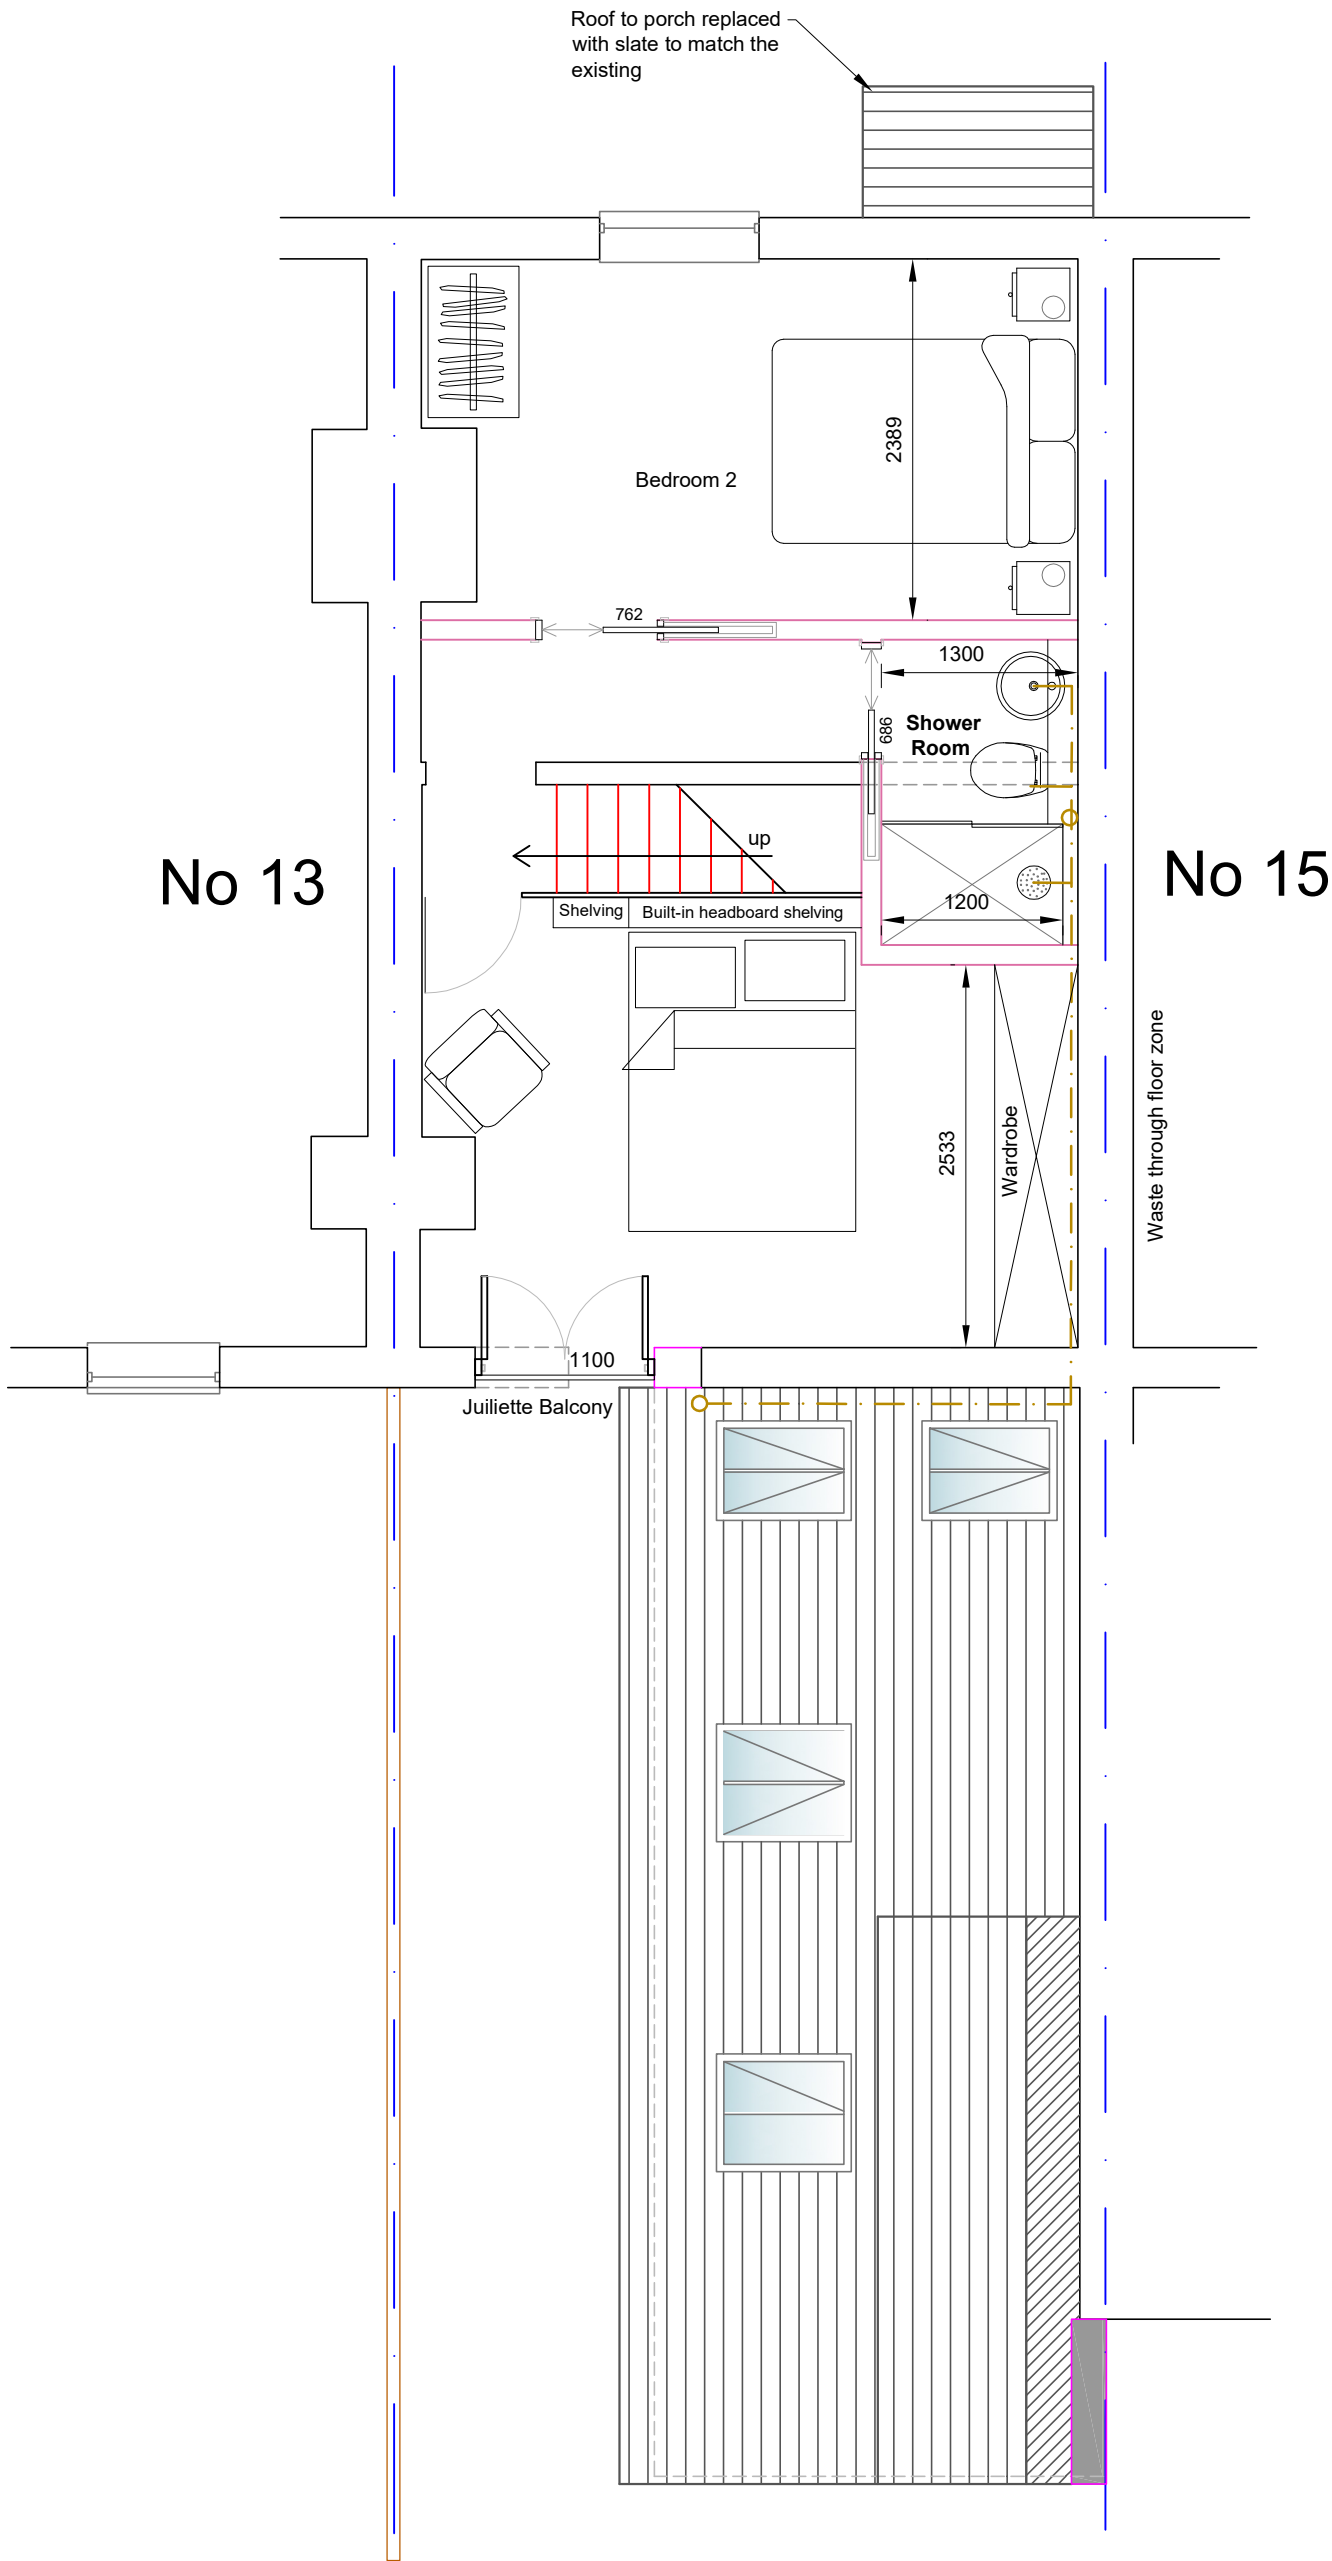 Roof to porch replaced
with slate to match the
existing
2389
Bedroom 2
762
1300
686
Shower
Room
up
No 13
No 15
Shelving
Built-in headboard shelving
1200
2533
Wardrobe
Waste through floor zone
1100
Juiliette Balcony